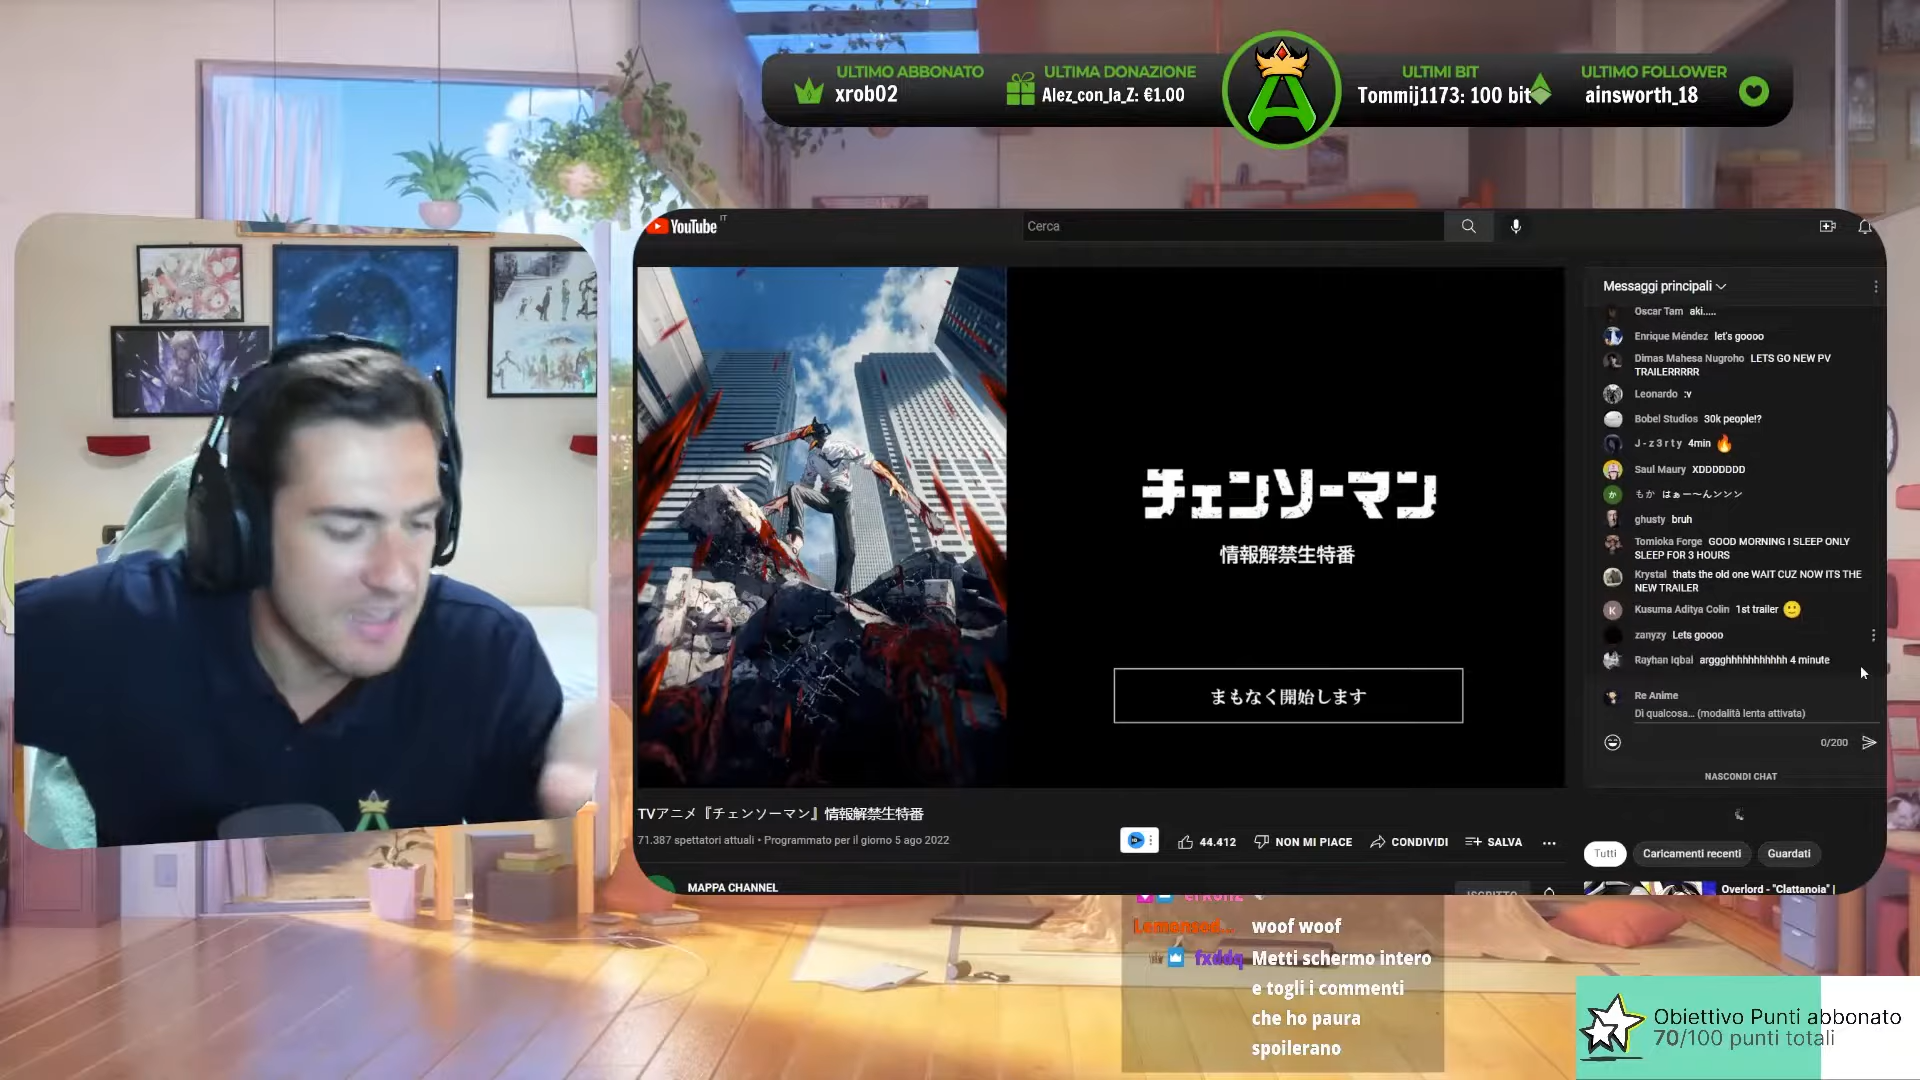 ULTIMO ABBONATO
xrob02
ULTIMA DONAZIONE
Alez_con_la_Z: €1.00
ULTIMI BIT
Tommij1173: 100 bit
ULTIMO FOLLOWER
ainsworth_18
YouTube IT
Cerca
チェンソーマン
情報解禁生特番
まもなく開始します
Messaggi principali
Oscar Tam aki.....
Enrique Méndez let's goooo
Dimas Mahesa Nugroho LETS GO NEW PV
TRAILERRRRR
Leonardo :v
Bobel Studios 30k people!?
J - z 3 r t y 4min 🔥
Saul Maury XDDDDDDD
か もか はぁー〜んンンン
ghusty bruh
Tomioka Forge GOOD MORNING I SLEEP ONLY
SLEEP FOR 3 HOURS
Krystal thats the old one WAIT CUZ NOW ITS THE
NEW TRAILER
K Kusuma Aditya Colin 1st trailer 🙂
zanyzy Lets goooo
Rayhan Iqbal arggghhhhhhhhhhh 4 minute
Re Anime
Di qualcosa... (modalità lenta attivata)
0/200
NASCONDI CHAT
TVアニメ『チェンソーマン』情報解禁生特番
71.387 spettatori attuali • Programmato per il giorno 5 ago 2022
44.412
NON MI PIACE
CONDIVIDI
SALVA
Tutti
Caricamenti recenti
Guardati
MAPPA CHANNEL
ISCRITTO
Overlord - "Clattanoia" |
woof woof
fxddq Metti schermo intero
e togli i commenti
che ho paura
spoilerano
Obiettivo Punti abbonato
70/100 punti totali